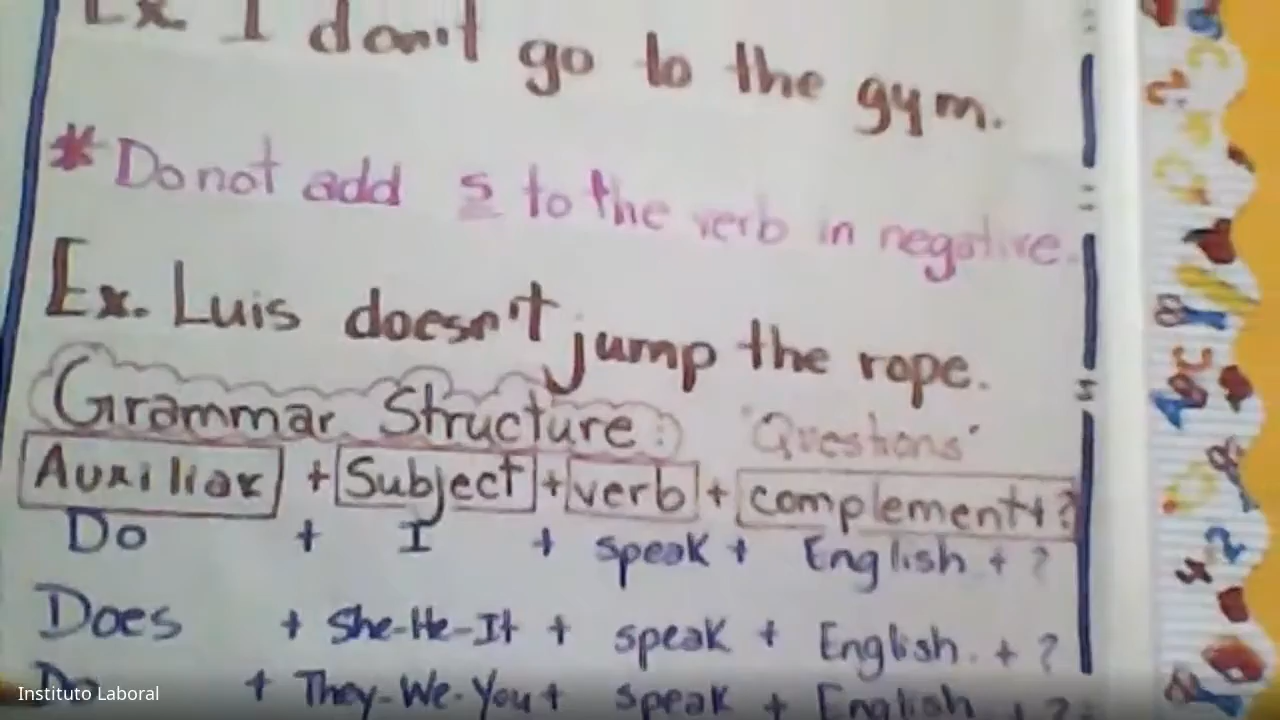 Ex. I don't go to the gym.
* Do not add s to the verb in negative.
Ex. Luis doesn't jump the rope.
Grammar Structure: "Questions"
Auxiliar + Subject + verb + complement + ?
Do + I + speak + English + ?
Does + She-He-It + speak + English. + ?
Do + They-We-You + speak + English + ?
Instituto Laboral